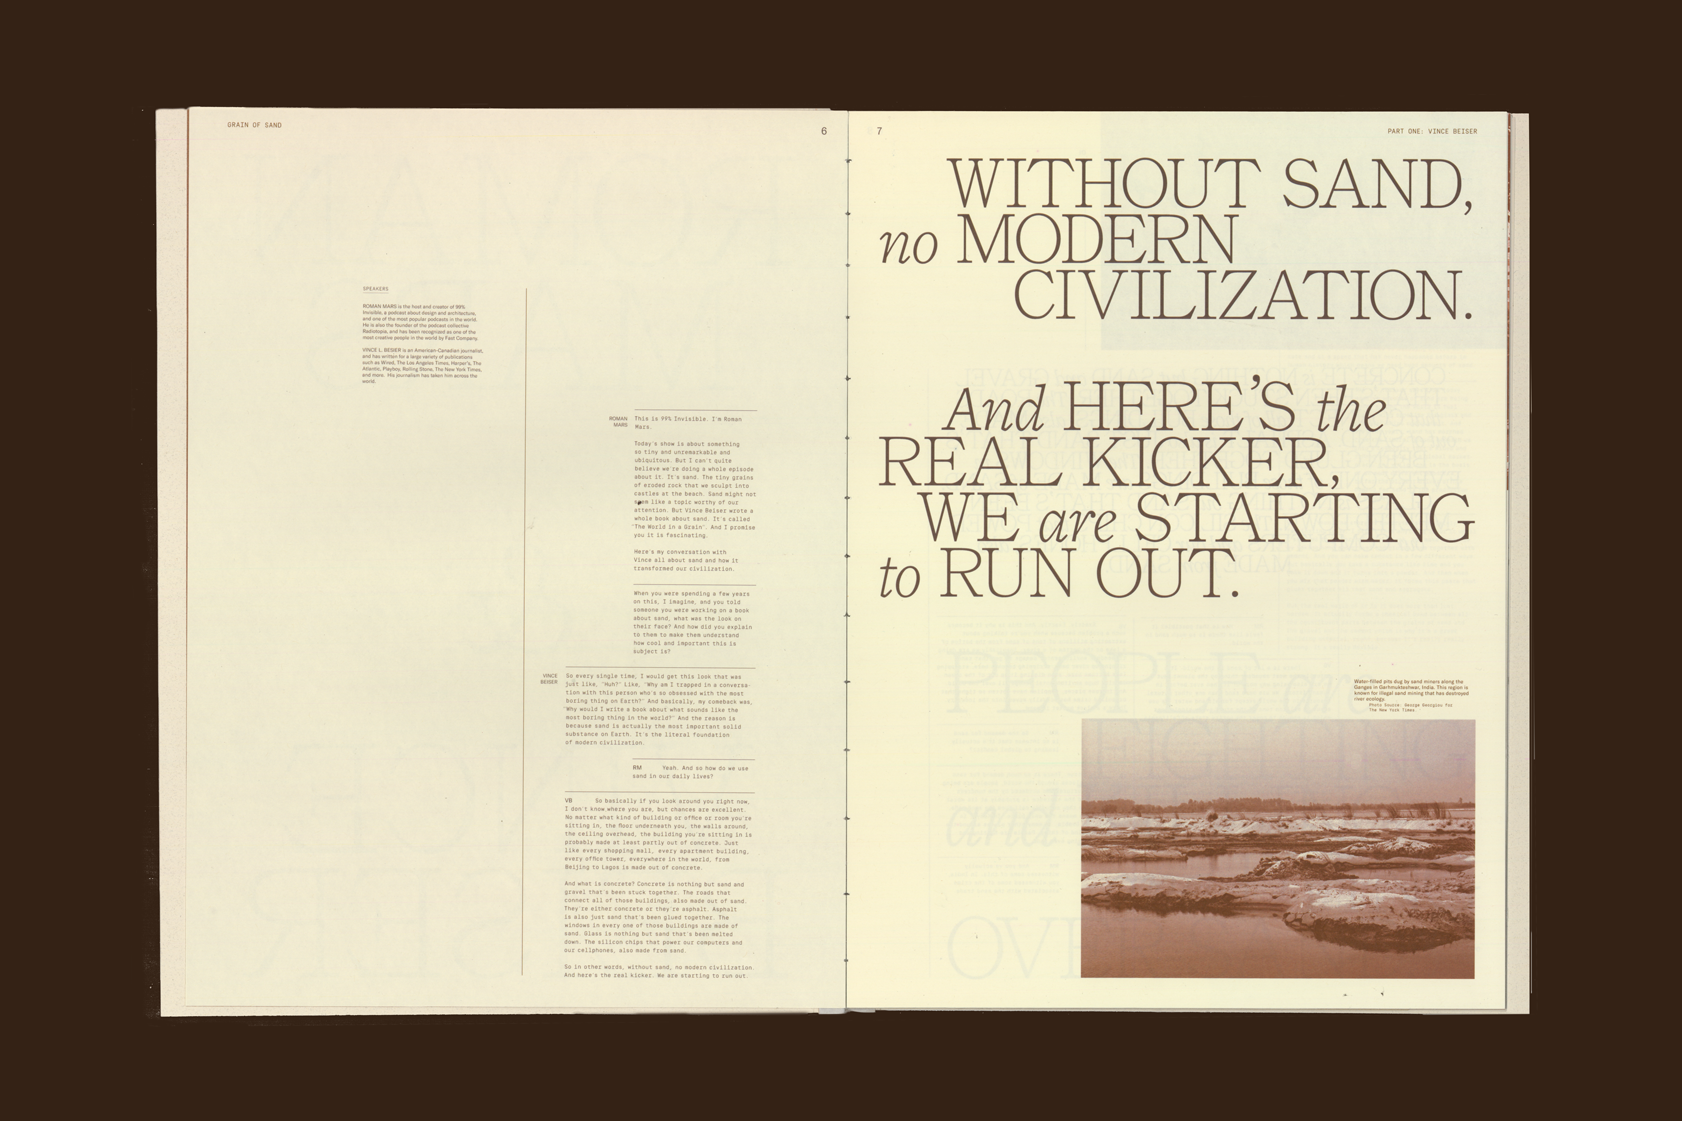 GRAIN OF SAND
6
SPEAKERS
ROMAN MARS is the host and creator of 99%
Invisible, a podcast about design and architecture,
and one of the most popular podcasts in the world.
He is also the founder of the podcast collective
Radiotopia, and has been recognized as one of the
most creative people in the world by Fast Company.
VINCE L. BEISER is an American-Canadian journalist,
and has written for a large variety of publications
such as Wired, The Los Angeles Times, Harper's, The
Atlantic, Playboy, Rolling Stone, The New York Times,
and more. His journalism has taken him across the
world.
ROMAN
MARS
This is 99% Invisible. I'm Roman
Mars.
Today's show is about something
so tiny and unremarkable and
ubiquitous. But I can't quite
believe we're doing a whole episode
about it. It's sand. The tiny grains
of eroded rock that we sculpt into
castles at the beach. Sand might not
seem like a topic worthy of our
attention. But Vince Beiser wrote a
whole book about sand. It's called
"The World in a Grain". And I promise
you it is fascinating.
Here's my conversation with
Vince all about sand and how it
transformed our civilization.
When you were spending a few years
on this, I imagine, and you told
someone you were working on a book
about sand, what was the look on
their face? And how did you explain
to them to make them understand
how cool and important this is
subject is?
VINCE
BEISER
So every single time, I would get this look that was
just like, "Huh?" Like, "Why am I trapped in a conversa-
tion with this person who's so obsessed with the most
boring thing on Earth?" And basically, my comeback was,
"Why would I write a book about what sounds like the
most boring thing in the world?" And the reason is
because sand is actually the most important solid
substance on Earth. It's the literal foundation
of modern civilization.
RM Yeah. And so how do we use
sand in our daily lives?
VB So basically if you look around you right now,
I don't know where you are, but chances are excellent.
No matter what kind of building or office or room you're
sitting in, the floor underneath you, the walls around,
the ceiling overhead, the building you're sitting in is
probably made at least partly out of concrete. Just
like every shopping mall, every apartment building,
every office tower, everywhere in the world, from
Beijing to Lagos is made out of concrete.
And what is concrete? Concrete is nothing but sand and
gravel that's been stuck together. The roads that
connect all of those buildings, also made out of sand.
They're either concrete or they're asphalt. Asphalt
is also just sand that's been glued together. The
windows in every one of those buildings are made of
sand. Glass is nothing but sand that's been melted
down. The silicon chips that power our computers and
our cellphones, also made from sand.
So in other words, without sand, no modern civilization.
And here's the real kicker. We are starting to run out.
7
PART ONE: VINCE BEISER
WITHOUT SAND,
no MODERN
CIVILIZATION.
And HERE'S the
REAL KICKER,
WE are STARTING
to RUN OUT.
Water-filled pits dug by sand miners along the
Ganges in Garhmukteshwar, India. This region is
known for illegal sand mining that has destroyed
river ecology.
Photo Source: George Georgiou for
The New York Times